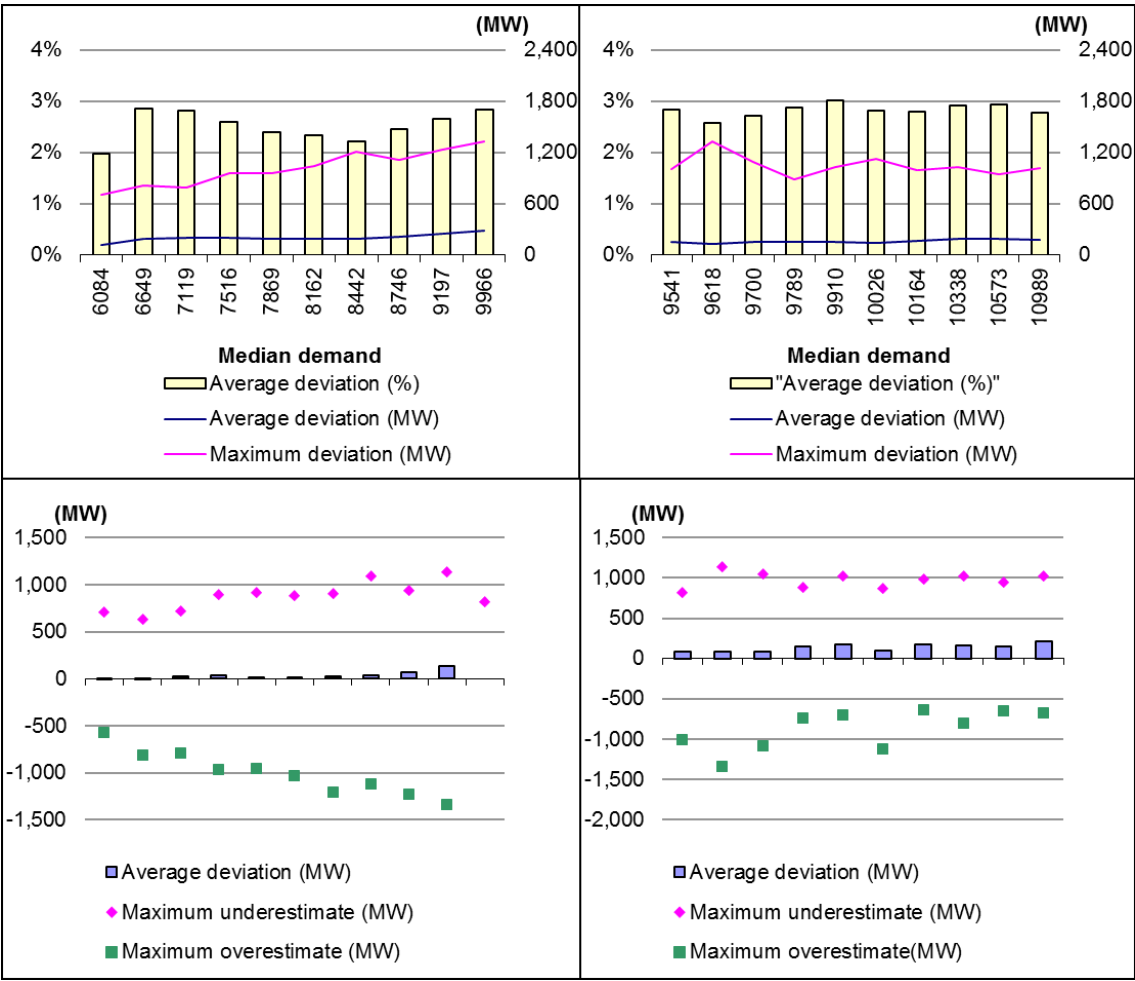 (MW)
4% 2,400
3% 1,800
2% 1,200
1% 600
0% 0
6084 6649 7119 7516 7869 8162 8442 8746 9197 9966
Median demand
Average deviation (%)
Average deviation (MW)
Maximum deviation (MW)
(MW)
4% 2,400
3% 1,800
2% 1,200
1% 600
0% 0
9541 9618 9700 9789 9910 10026 10164 10338 10573 10989
Median demand
"Average deviation (%)"
Average deviation (MW)
Maximum deviation (MW)
(MW)
1,500
1,000
500
0
-500
-1,000
-1,500
Average deviation (MW)
Maximum underestimate (MW)
Maximum overestimate (MW)
(MW)
1,500
1,000
500
0
-500
-1,000
-1,500
-2,000
Average deviation (MW)
Maximum underestimate (MW)
Maximum overestimate(MW)